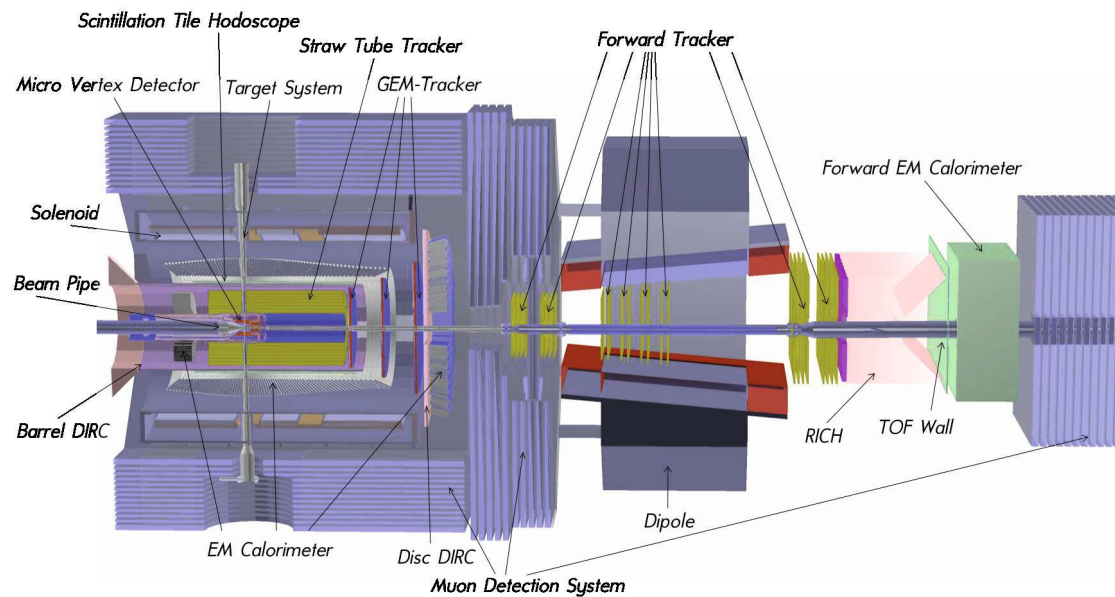 Scintillation Tile Hodoscope
Straw Tube Tracker
Forward Tracker
Micro Vertex Detector
Target System
GEM-Tracker
Forward EM Calorimeter
Solenoid
Beam Pipe
Barrel DIRC
RICH
TOF Wall
Dipole
EM Calorimeter
Disc DIRC
Muon Detection System